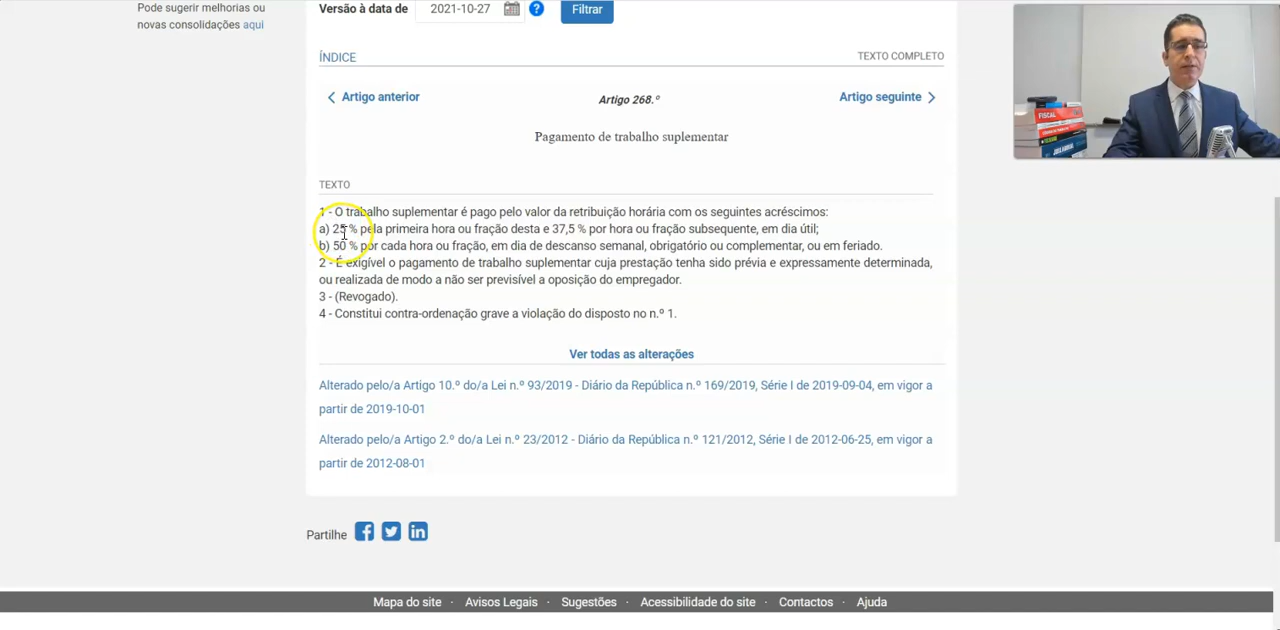 Pode sugerir melhorias ou
novas consolidações aqui
Versão à data de 2021-10-27 ? Filtrar
ÍNDICE TEXTO COMPLETO
Artigo anterior Artigo 268.º Artigo seguinte
Pagamento de trabalho suplementar
TEXTO
1 - O trabalho suplementar é pago pelo valor da retribuição horária com os seguintes acréscimos:
a) 25 % pela primeira hora ou fração desta e 37,5 % por hora ou fração subsequente, em dia útil;
b) 50 % por cada hora ou fração, em dia de descanso semanal, obrigatório ou complementar, ou em feriado.
2 - É exigível o pagamento de trabalho suplementar cuja prestação tenha sido prévia e expressamente determinada,
ou realizada de modo a não ser previsível a oposição do empregador.
3 - (Revogado).
4 - Constitui contra-ordenação grave a violação do disposto no n.º 1.
Ver todas as alterações
Alterado pelo/a Artigo 10.º do/a Lei n.º 93/2019 - Diário da República n.º 169/2019, Série I de 2019-09-04, em vigor a
partir de 2019-10-01
Alterado pelo/a Artigo 2.º do/a Lei n.º 23/2012 - Diário da República n.º 121/2012, Série I de 2012-06-25, em vigor a
partir de 2012-08-01
Partilhe
Mapa do site · Avisos Legais · Sugestões · Acessibilidade do site · Contactos · Ajuda
FISCAL